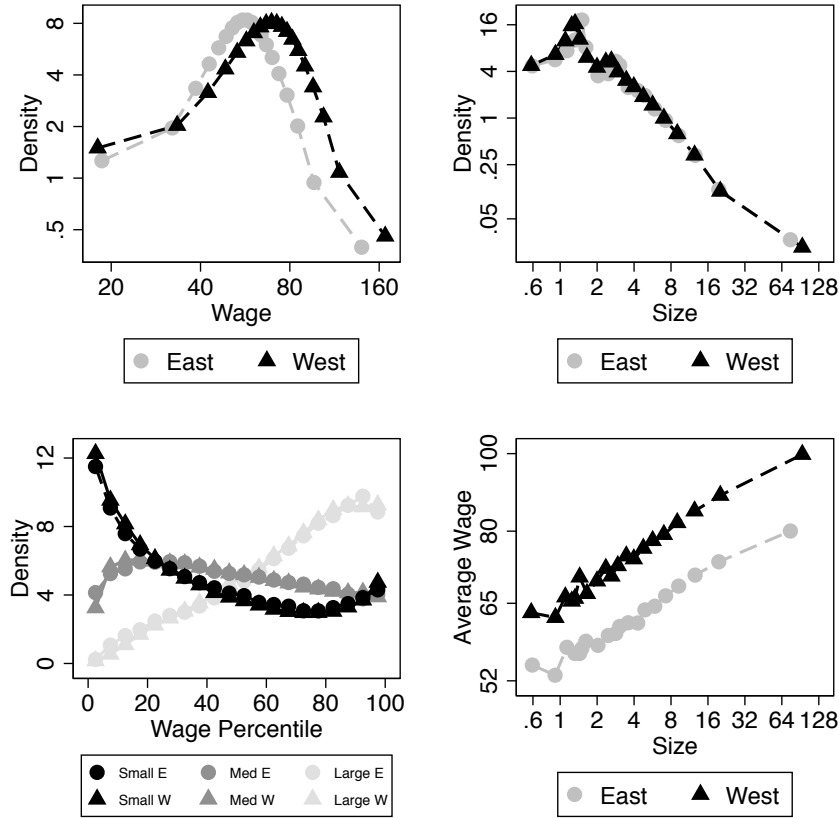 8
4
2
1
.5
Density
20 40 80 160
Wage
East West
16
4
1
.25
.05
Density
.6 1 2 4 8 16 32 64 128
Size
East West
12
8
4
0
Density
0 20 40 60 80 100
Wage Percentile
Small E Med E Large E
Small W Med W Large W
100
80
65
52
Average Wage
.6 1 2 4 8 16 32 64 128
Size
East West